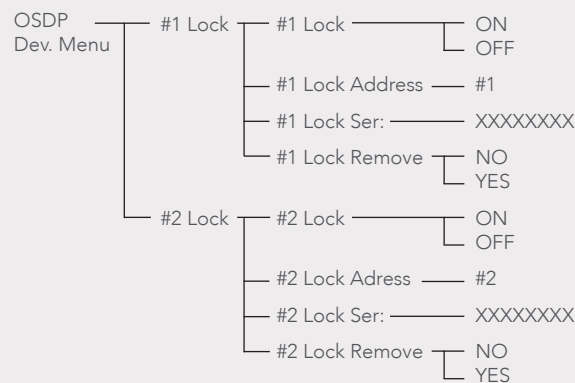 OSDP #1 Lock #1 Lock ON
Dev. Menu OFF
#1 Lock Address #1
#1 Lock Ser: XXXXXXXX
#1 Lock Remove NO
YES
#2 Lock #2 Lock ON
OFF
#2 Lock Adress #2
#2 Lock Ser: XXXXXXXX
#2 Lock Remove NO
YES